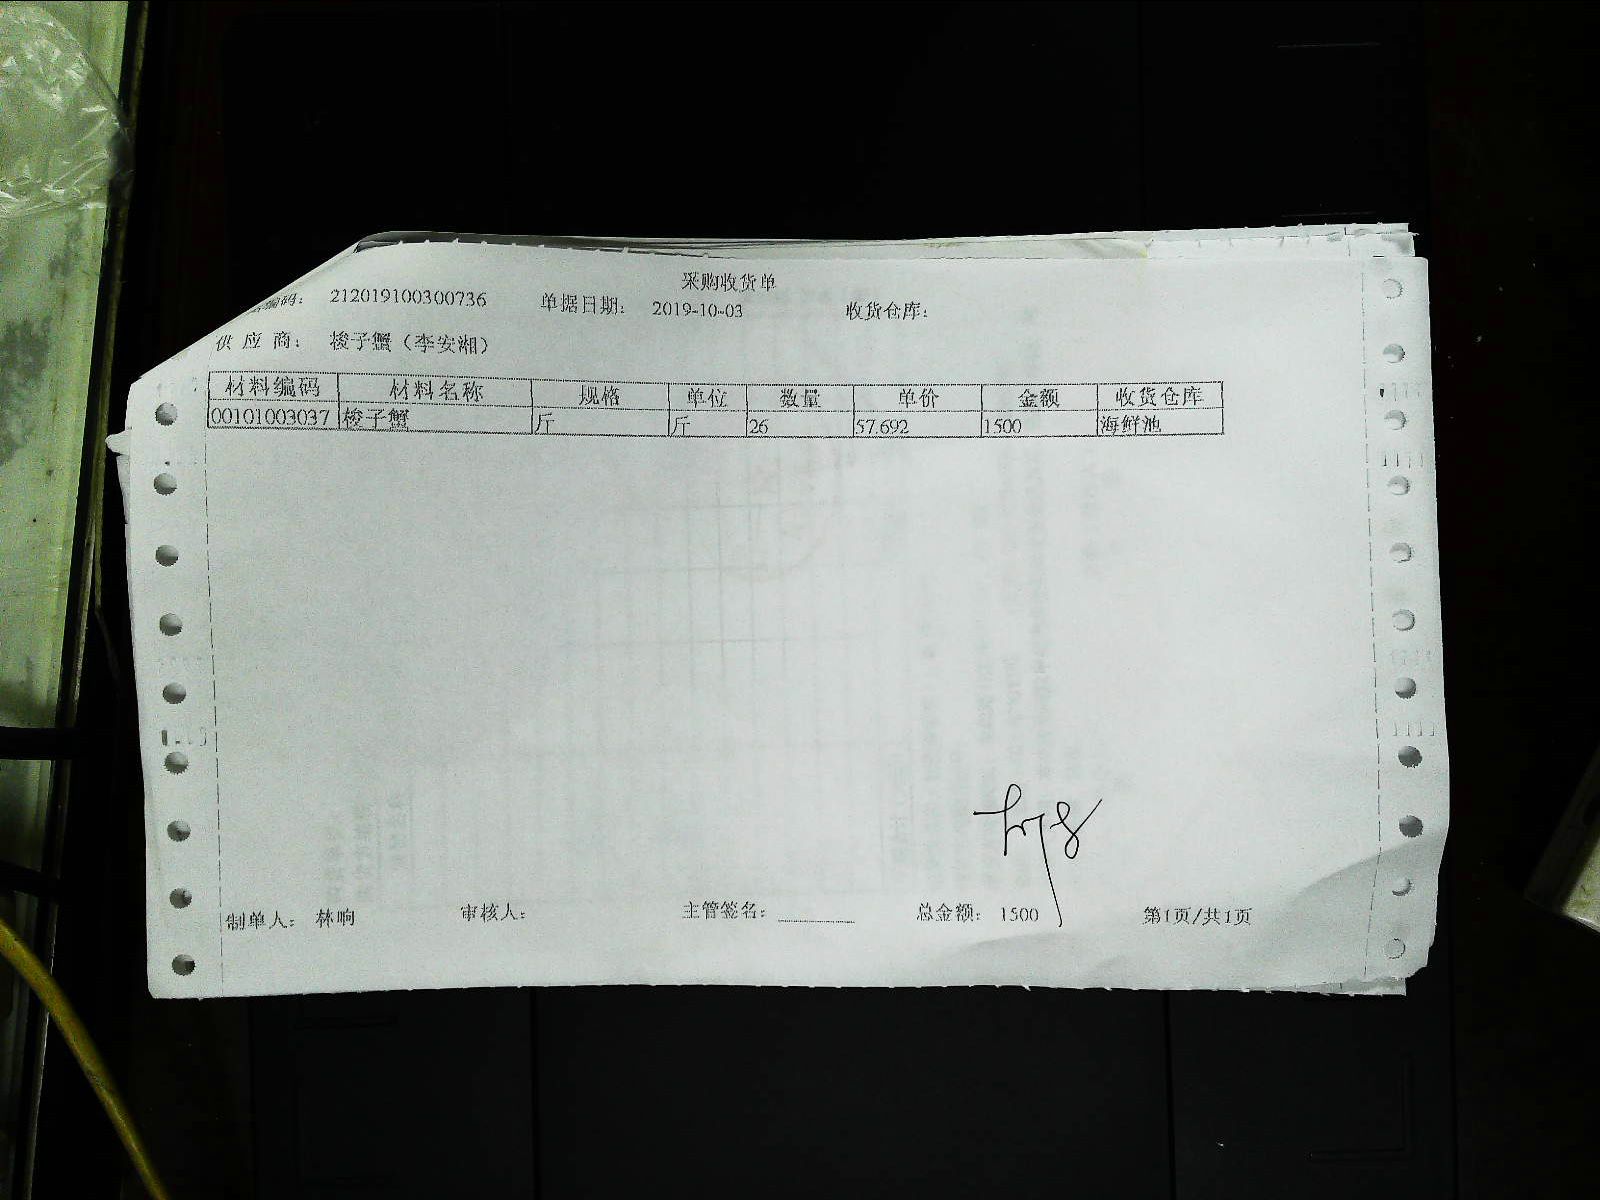 采购收货单
编码: 212019100300736 单据日期: 2019-10-03 收货仓库:
供 应 商: 梭子蟹 (李安湘)
材料编码 材料名称 规格 单位 数量 单价 金额 收货仓库
00101003037 梭子蟹 斤 斤 26 57.692 1500 海鲜池
制单人: 林响 审核人: 主管签名: 总金额: 1500 第1页/共1页